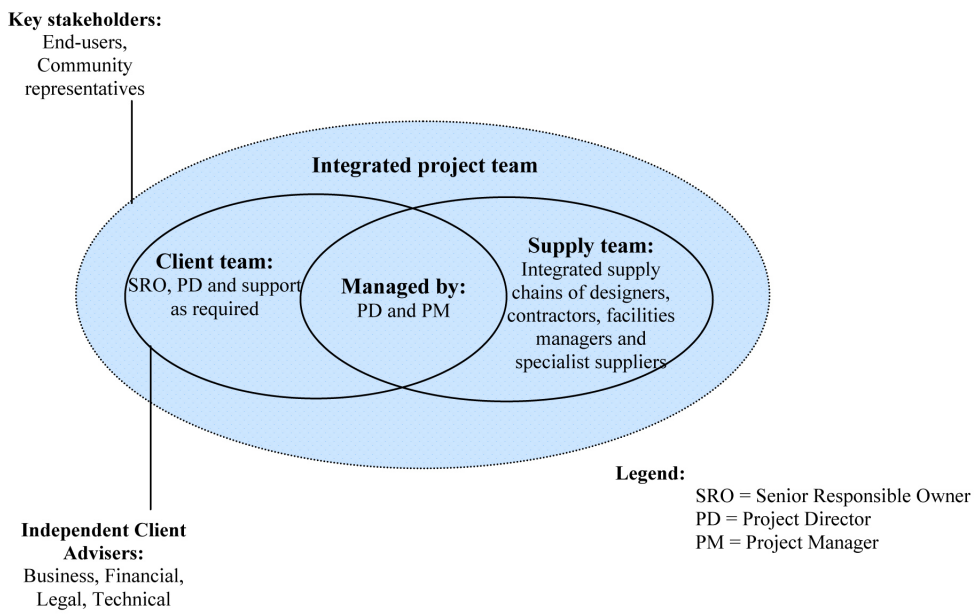 Key stakeholders:
End-users,
Community
representatives
Integrated project team
Client team:
SRO, PD and support
as required
Managed by:
PD and PM
Supply team:
Integrated supply
chains of designers,
contractors, facilities
managers and
specialist suppliers
Legend:
SRO = Senior Responsible Owner
PD = Project Director
PM = Project Manager
Independent Client
Advisers:
Business, Financial,
Legal, Technical